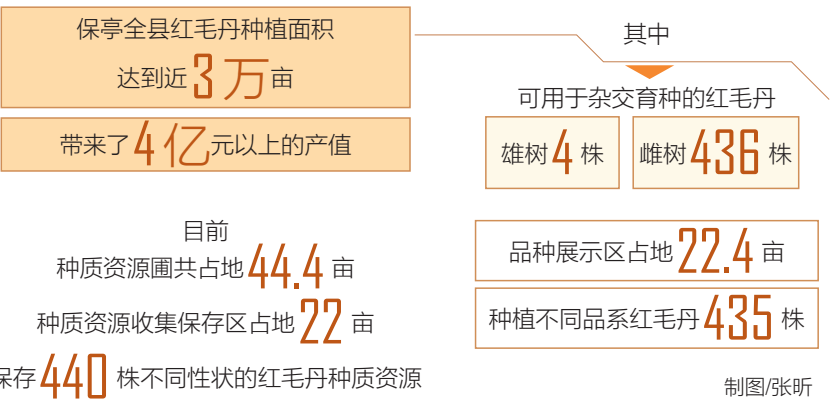 保亭全县红毛丹种植面积
达到近3万亩
带来了4亿元以上的产值
其中
可用于杂交育种的红毛丹
雄树4株
雌树436株
目前
种质资源圃共占地44.4亩
种质资源收集保存区占地22亩
保存440株不同性状的红毛丹种质资源
品种展示区占地22.4亩
种植不同品系红毛丹435株
制图/张昕